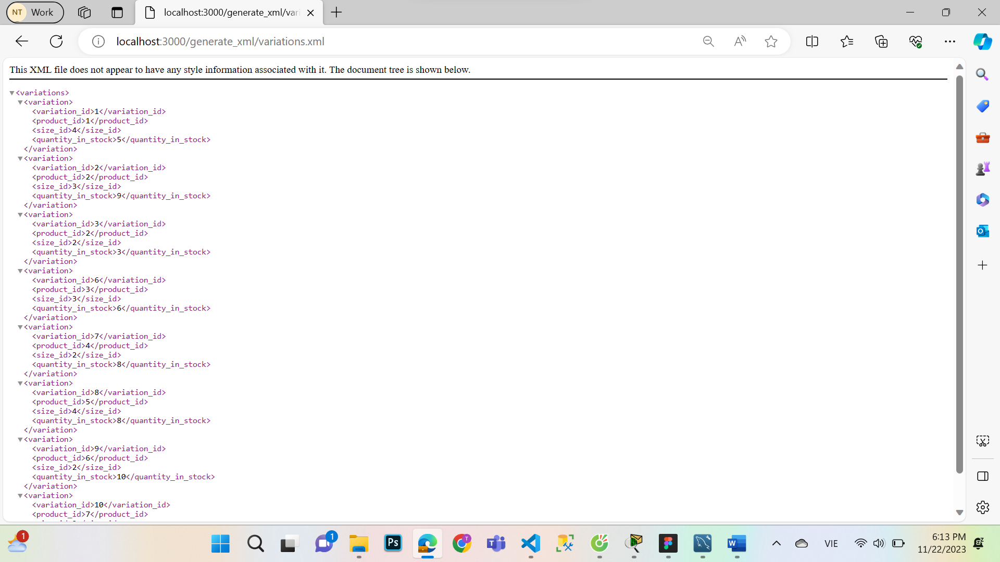 NT Work
localhost:3000/generate_xml/vari
localhost:3000/generate_xml/variations.xml
This XML file does not appear to have any style information associated with it. The document tree is shown below.
<variations>
<variation>
<variation_id>1</variation_id>
<product_id>1</product_id>
<size_id>4</size_id>
<quantity_in_stock>5</quantity_in_stock>
</variation>
<variation>
<variation_id>2</variation_id>
<product_id>2</product_id>
<size_id>3</size_id>
<quantity_in_stock>9</quantity_in_stock>
</variation>
<variation>
<variation_id>3</variation_id>
<product_id>2</product_id>
<size_id>2</size_id>
<quantity_in_stock>3</quantity_in_stock>
</variation>
<variation>
<variation_id>6</variation_id>
<product_id>3</product_id>
<size_id>3</size_id>
<quantity_in_stock>6</quantity_in_stock>
</variation>
<variation>
<variation_id>7</variation_id>
<product_id>4</product_id>
<size_id>2</size_id>
<quantity_in_stock>8</quantity_in_stock>
</variation>
<variation>
<variation_id>8</variation_id>
<product_id>5</product_id>
<size_id>4</size_id>
<quantity_in_stock>8</quantity_in_stock>
</variation>
<variation>
<variation_id>9</variation_id>
<product_id>6</product_id>
<size_id>2</size_id>
<quantity_in_stock>10</quantity_in_stock>
</variation>
<variation>
<variation_id>10</variation_id>
<product_id>7</product_id>
1
1
Ps
T
T
W
VIE
6:13 PM
11/22/2023